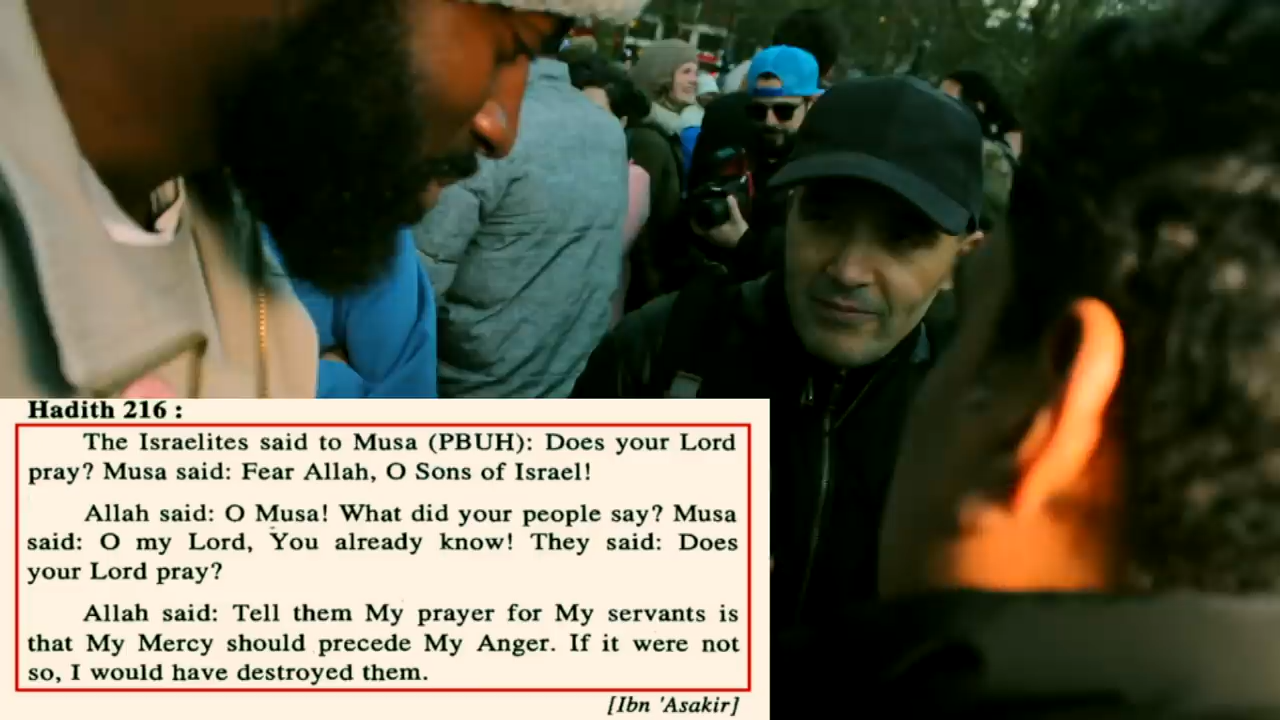 Hadith 216 :
The Israelites said to Musa (PBUH): Does your Lord
pray? Musa said: Fear Allah, O Sons of Israel!
Allah said: O Musa! What did your people say? Musa
said: O my Lord, You already know! They said: Does
your Lord pray?
Allah said: Tell them My prayer for My servants is
that My Mercy should precede My Anger. If it were not
so, I would have destroyed them.
[Ibn 'Asakir]